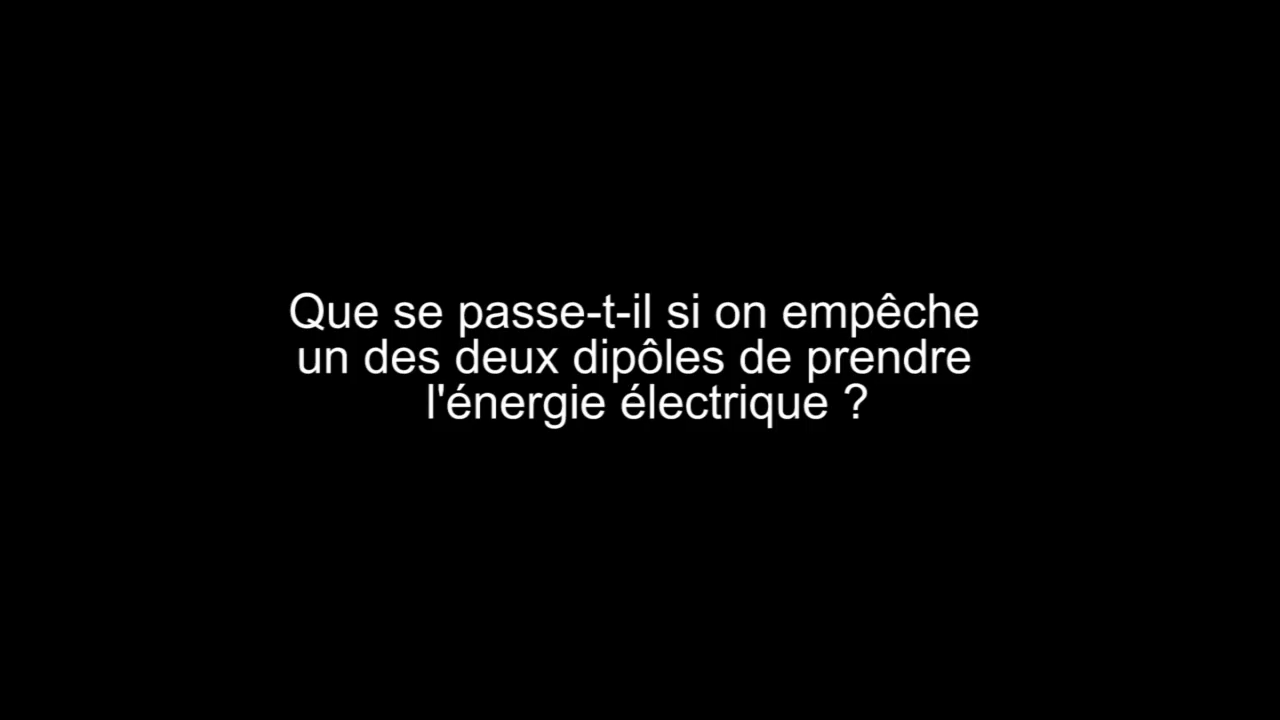 Que se passe-t-il si on empêche
un des deux dipôles de prendre
l'énergie électrique ?